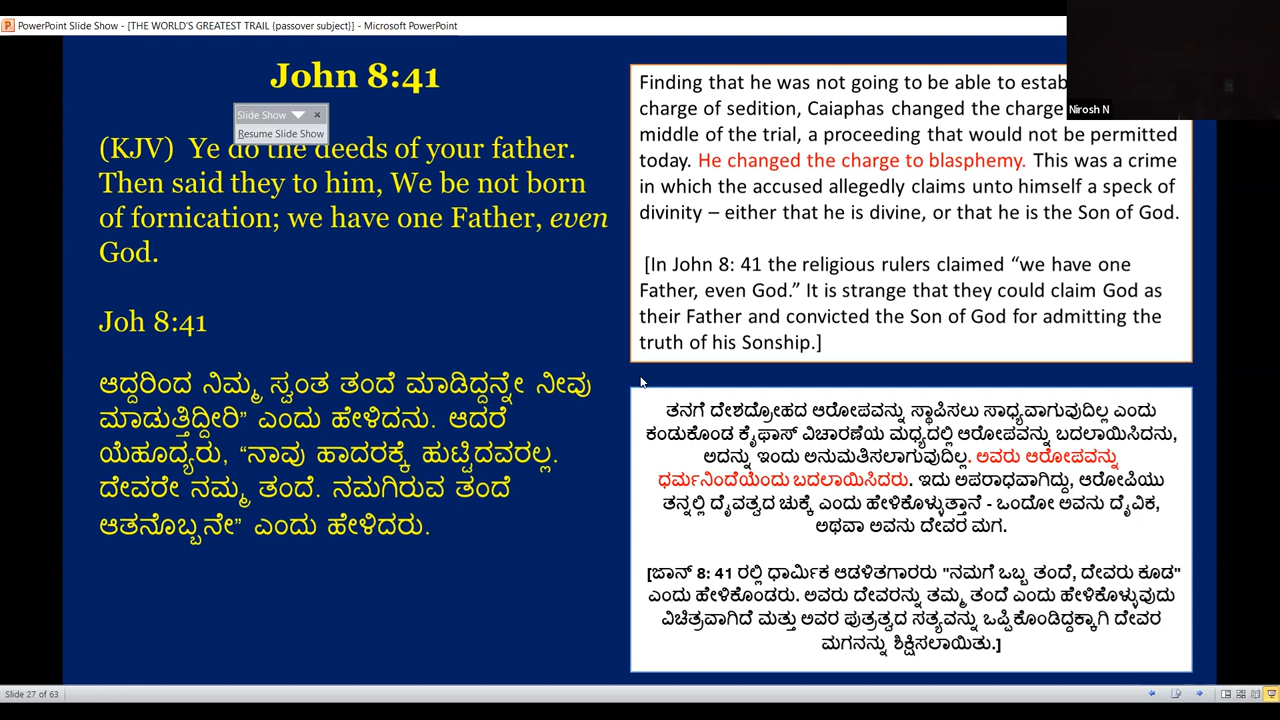 PowerPoint Slide Show - [THE WORLD'S GREATEST TRAIL (passover subject)] - Microsoft PowerPoint
John 8:41
Slide Show
Resume Slide Show
(KJV) Ye do the deeds of your father.
Then said they to him, We be not born
of fornication; we have one Father, even
God.
Joh 8:41
ಆದ್ದರಿಂದ ನಿಮ್ಮ ಸ್ವಂತ ತಂದೆ ಮಾಡಿದ್ದನ್ನೇ ನೀವು
ಮಾಡುತ್ತಿದ್ದೀರಿ” ಎಂದು ಹೇಳಿದನು. ಆದರೆ
ಯೆಹೂದ್ಯರು, “ನಾವು ಹಾದರಕ್ಕೆ ಹುಟ್ಟಿದವರಲ್ಲ.
ದೇವರೇ ನಮ್ಮ ತಂದೆ. ನಮಗಿರುವ ತಂದೆ
ಆತನೊಬ್ಬನೇ” ಎಂದು ಹೇಳಿದರು.
Finding that he was not going to be able to
charge of sedition, Caiaphas changed the charge
middle of the trial, a proceeding that would not be permitted
today. He changed the charge to blasphemy. This was a crime
in which the accused allegedly claims unto himself a speck of
divinity – either that he is divine, or that he is the Son of God.
[In John 8: 41 the religious rulers claimed “we have one
Father, even God.” It is strange that they could claim God as
their Father and convicted the Son of God for admitting the
truth of his Sonship.]
ತನಗೆ ದೇಶದ್ರೋಹದ ಆರೋಪವನ್ನು ಸ್ಥಾಪಿಸಲು ಸಾಧ್ಯವಾಗುವುದಿಲ್ಲ ಎಂದು
ಕಂಡುಕೊಂಡ ಕೈಫಾಸ್ ವಿಚಾರಣೆಯ ಮಧ್ಯದಲ್ಲಿ ಆರೋಪವನ್ನು ಬದಲಾಯಿಸಿದನು,
ಅದನ್ನು ಇಂದು ಅನುಮತಿಸಲಾಗುವುದಿಲ್ಲ. ಅವರು ಆರೋಪವನ್ನು
ಧರ್ಮನಿಂದೆಯೆಂದು ಬದಲಾಯಿಸಿದರು. ಇದು ಅಪರಾಧವಾಗಿದ್ದು, ಆರೋಪಿಯು
ತನ್ನಲ್ಲಿ ದೈವತ್ವದ ಚುಕ್ಕೆ ಎಂದು ಹೇಳಿಕೊಳ್ಳುತ್ತಾನೆ - ಒಂದೋ ಅವನು ದೈವಿಕ,
ಅಥವಾ ಅವನು ದೇವರ ಮಗ.
[ಜಾನ್ 8: 41 ರಲ್ಲಿ ಧಾರ್ಮಿಕ ಆಡಳಿತಗಾರರು "ನಮಗೆ ಒಬ್ಬ ತಂದೆ, ದೇವರು ಕೂಡ"
ಎಂದು ಹೇಳಿಕೊಂಡರು. ಅವರು ದೇವರನ್ನು ತಮ್ಮ ತಂದೆ ಎಂದು ಹೇಳಿಕೊಳ್ಳುವುದು
ವಿಚಿತ್ರವಾಗಿದೆ ಮತ್ತು ಅವರ ಪುತ್ರತ್ವದ ಸತ್ಯವನ್ನು ಒಪ್ಪಿಕೊಂಡಿದ್ದಕ್ಕಾಗಿ ದೇವರ
ಮಗನನ್ನು ಶಿಕ್ಷಿಸಲಾಯಿತು.]
Nirosh N
Slide 27 of 63